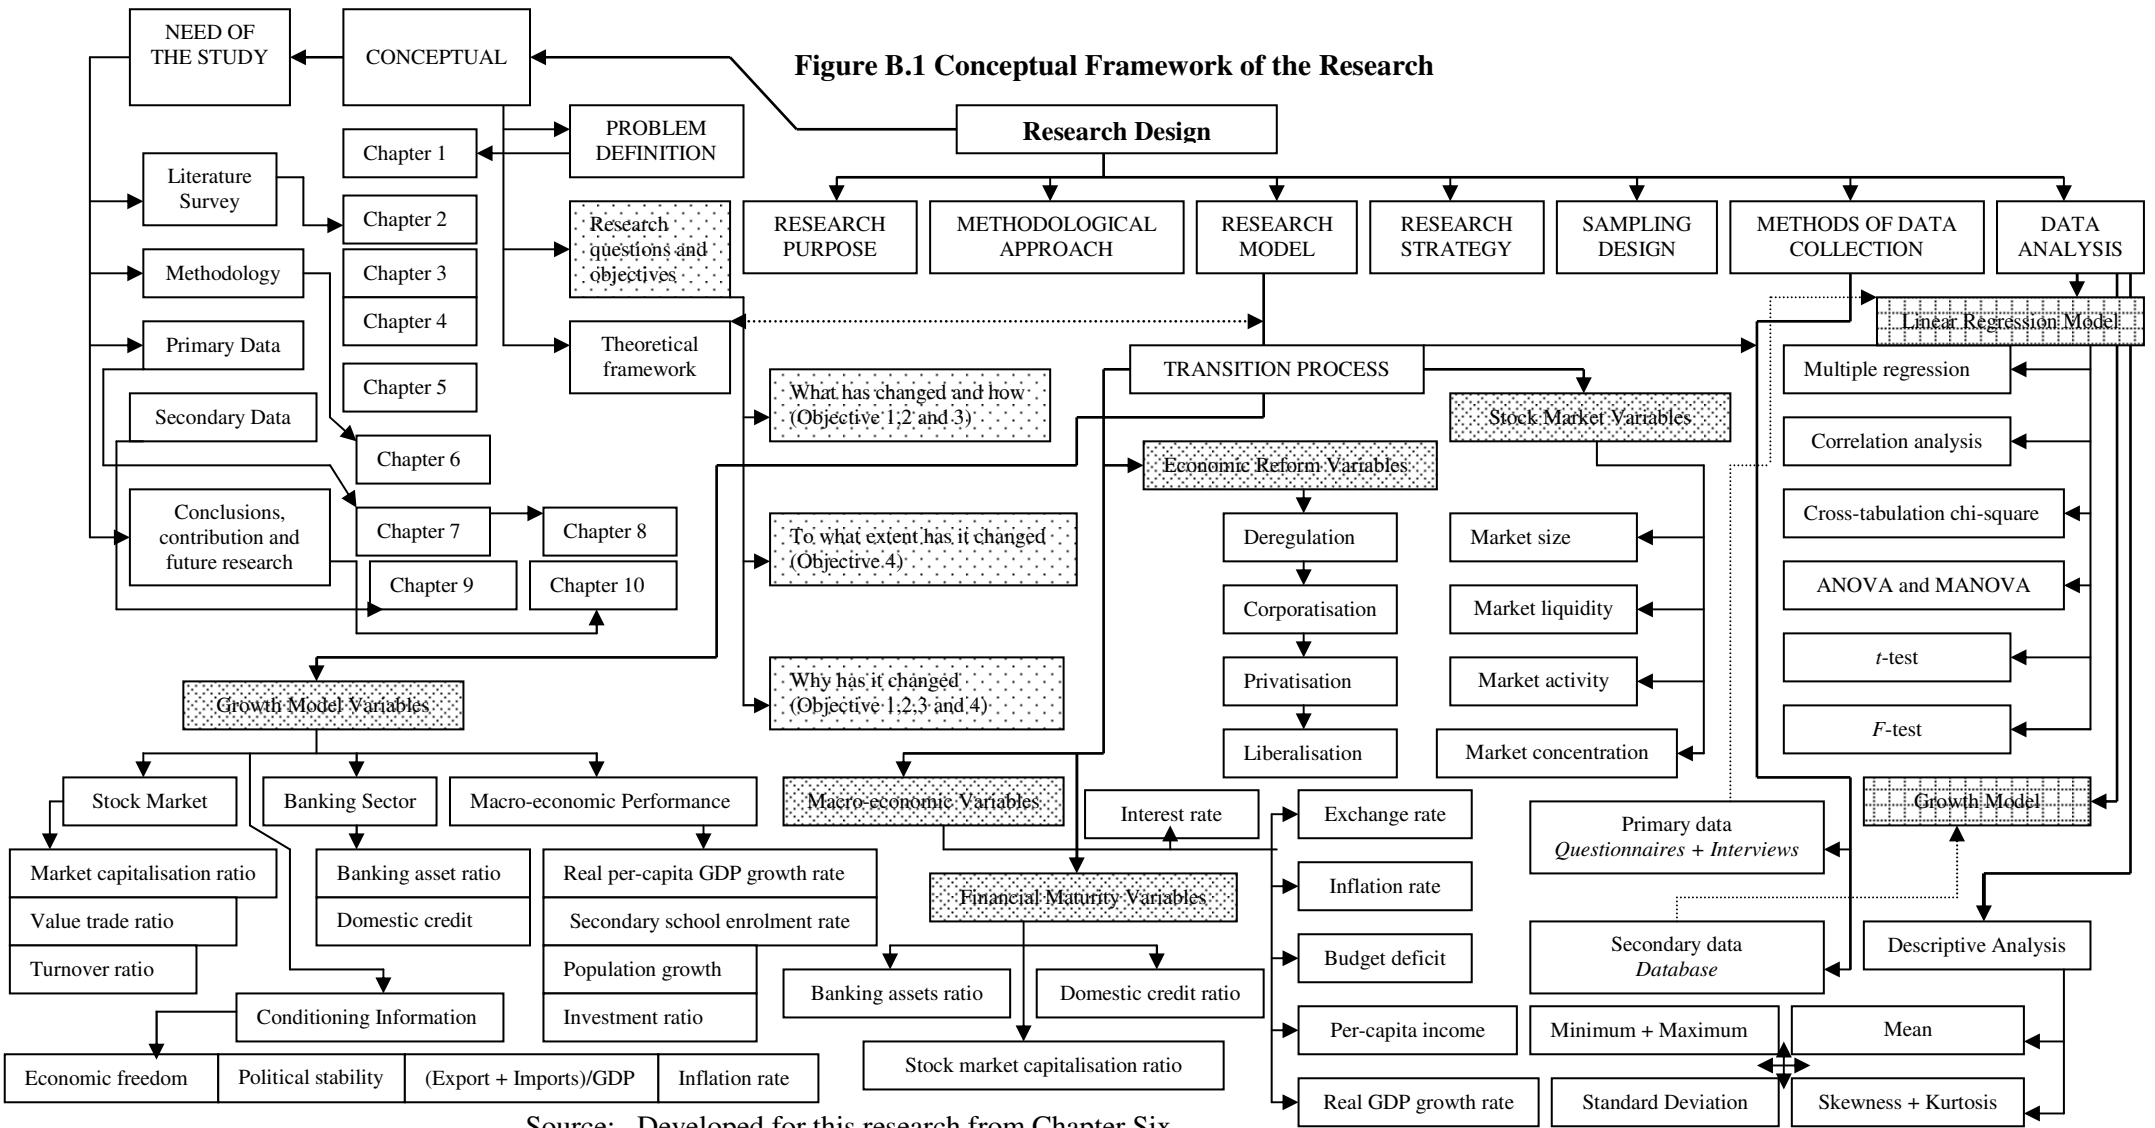 Figure B.1 Conceptual Framework of the Research
NEED OF
THE STUDY
CONCEPTUAL
Research Design
PROBLEM
DEFINITION
Chapter 1
Literature
Survey
Chapter 2
Research
questions and
objectives
RESEARCH
PURPOSE
METHODOLOGICAL
APPROACH
RESEARCH
MODEL
RESEARCH
STRATEGY
SAMPLING
DESIGN
METHODS OF DATA
COLLECTION
DATA
ANALYSIS
Methodology
Chapter 3
Chapter 4
Primary Data
Theoretical
framework
Chapter 5
Secondary Data
Chapter 6
Conclusions,
contribution and
future research
Chapter 7
Chapter 8
Chapter 9
Chapter 10
What has changed and how
(Objective 1,2 and 3)
To what extent has it changed
(Objective 4)
Why has it changed
(Objective 1,2,3 and 4)
TRANSITION PROCESS
Stock Market Variables
Economic Reform Variables
Deregulation
Corporatisation
Privatisation
Liberalisation
Market size
Market liquidity
Market activity
Market concentration
Linear Regression Model
Multiple regression
Correlation analysis
Cross-tabulation chi-square
ANOVA and MANOVA
t-test
F-test
Growth Model
Growth Model Variables
Stock Market
Banking Sector
Macro-economic Performance
Market capitalisation ratio
Value trade ratio
Turnover ratio
Banking asset ratio
Domestic credit
Real per-capita GDP growth rate
Secondary school enrolment rate
Population growth
Investment ratio
Conditioning Information
Economic freedom
Political stability
(Export + Imports)/GDP
Inflation rate
Macro-economic Variables
Interest rate
Exchange rate
Inflation rate
Budget deficit
Per-capita income
Real GDP growth rate
Financial Maturity Variables
Banking assets ratio
Domestic credit ratio
Stock market capitalisation ratio
Primary data
Questionnaires + Interviews
Secondary data
Database
Descriptive Analysis
Minimum + Maximum
Mean
Standard Deviation
Skewness + Kurtosis
Source: Developed for this research from Chapter Six